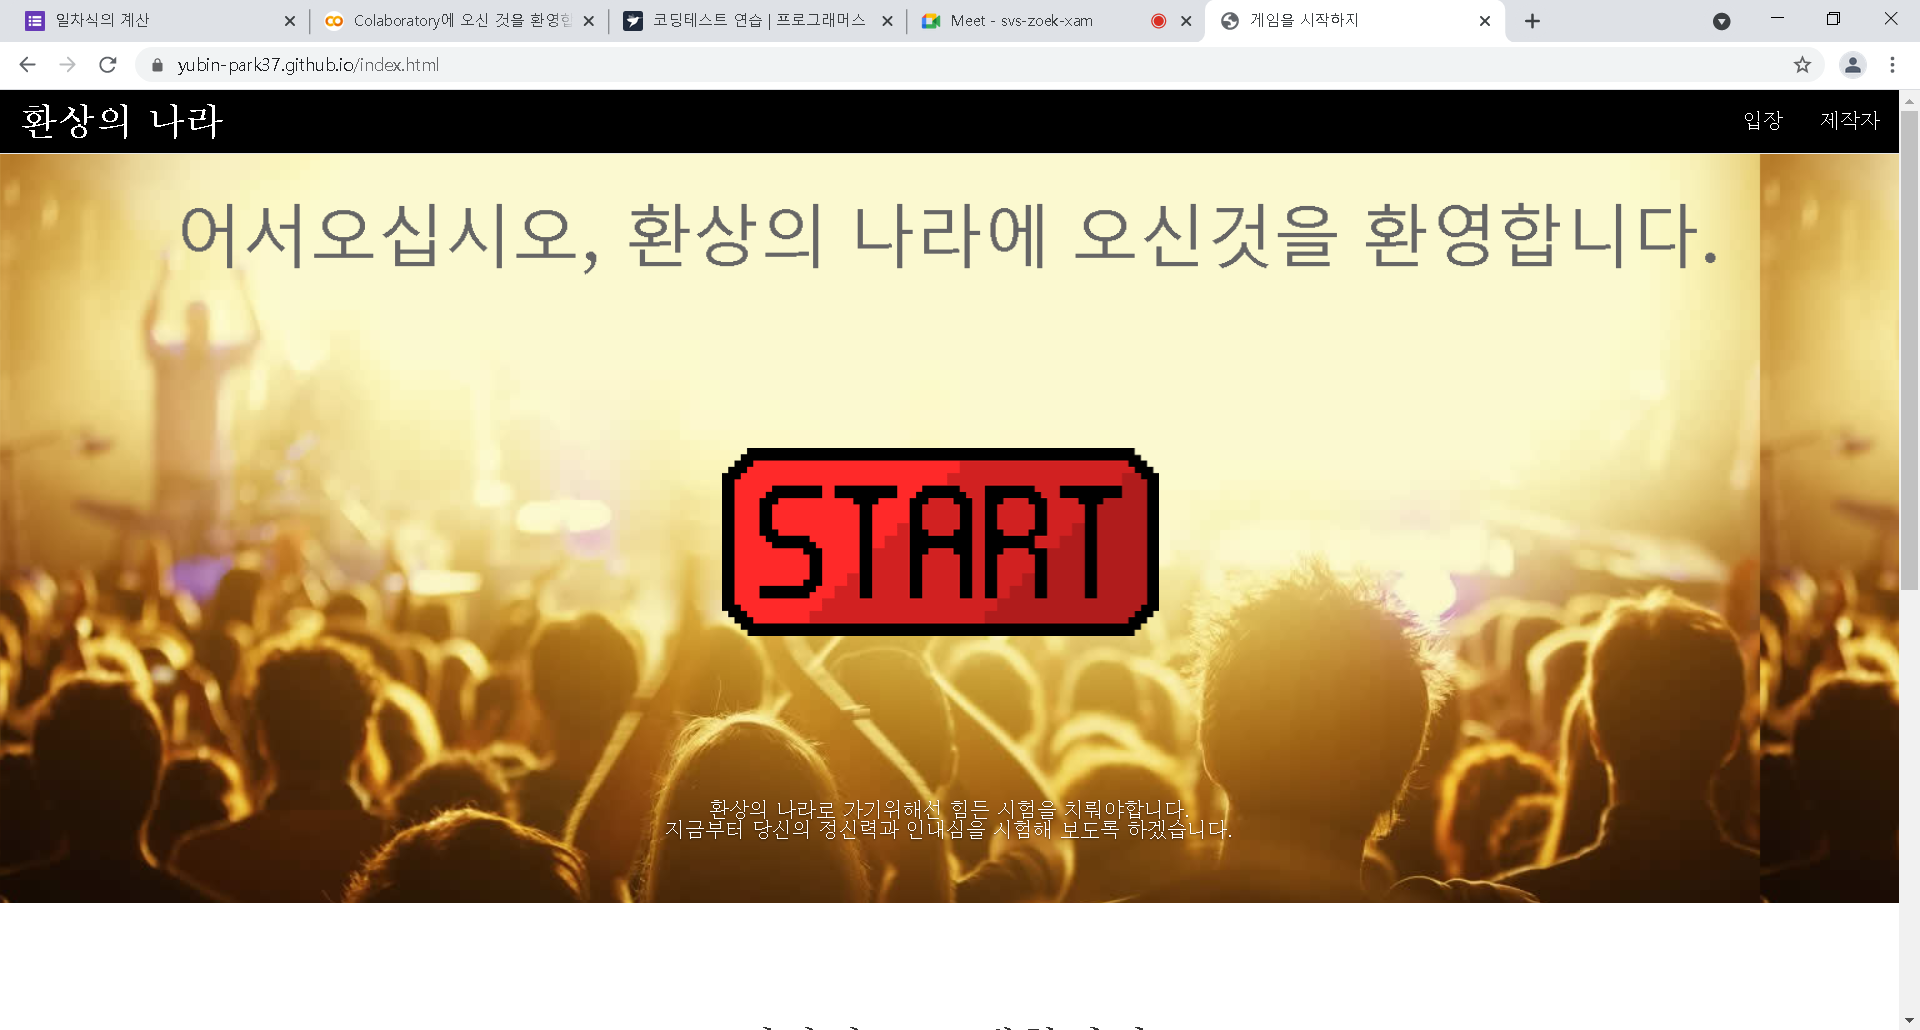 일차식의 계산
Colaboratory에 오신 것을 환영합
코딩테스트 연습 | 프로그래머스
Meet - svs-zoek-xam
게임을 시작하지
yubin-park37.github.io/index.html
환상의 나라
입장
제작자
어서오십시오, 환상의 나라에 오신것을 환영합니다.
START
환상의 나라로 가기위해선 힘든 시험을 치뤄야합니다.
지금부터 당신의 정신력과 인내심을 시험해 보도록 하겠습니다.